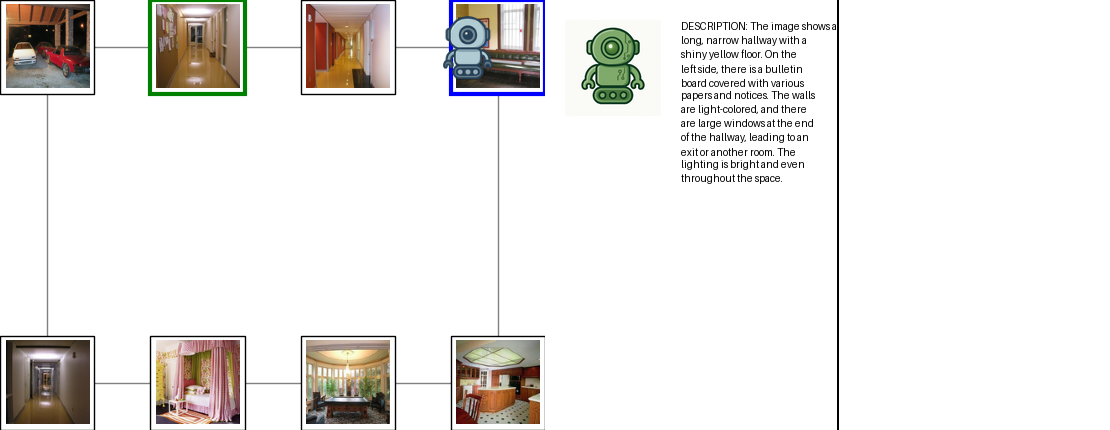 DESCRIPTION: The image shows a
long, narrow hallway with a
shiny yellow floor. On the
left side, there is a bulletin
board covered with various
papers and notices. The walls
are light-colored, and there
are large windows at the end
of the hallway, leading to an
exit or another room. The
lighting is bright and even
throughout the space.